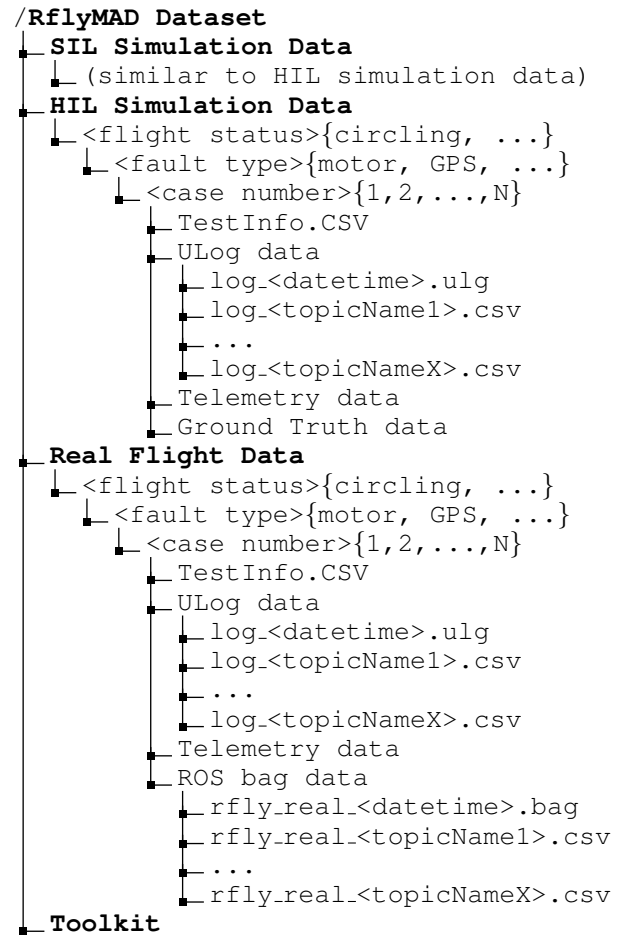 /RflyMAD Dataset
SIL Simulation Data
(similar to HIL simulation data)
HIL Simulation Data
<flight status>{circling, ...}
<fault type>{motor, GPS, ...}
<case number>{1,2,...,N}
TestInfo.CSV
ULog data
log_<datetime>.ulg
log_<topicName1>.csv
...
log_<topicNameX>.csv
Telemetry data
Ground Truth data
Real Flight Data
<flight status>{circling, ...}
<fault type>{motor, GPS, ...}
<case number>{1,2,...,N}
TestInfo.CSV
ULog data
log_<datetime>.ulg
log_<topicName1>.csv
...
log_<topicNameX>.csv
Telemetry data
ROS bag data
rfly_real_<datetime>.bag
rfly_real_<topicName1>.csv
...
rfly_real_<topicNameX>.csv
Toolkit